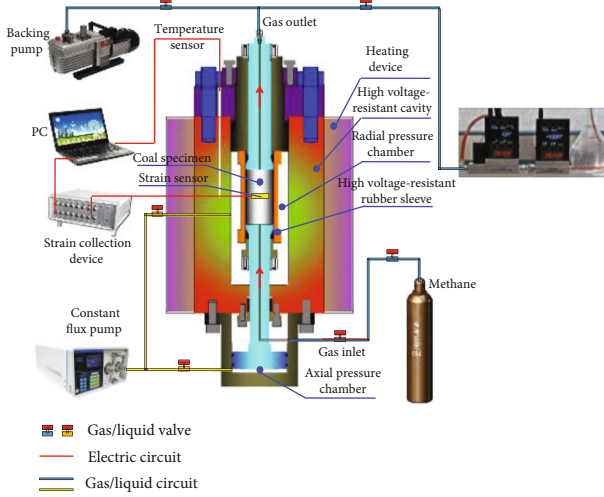 Gas outlet
Backing
pump
Temperature
sensor
Heating
device
High voltage-
resistant cavity
PC
Radial pressure
chamber
Coal specimen
Strain sensor
High voltage-resistant
rubber sleeve
Strain collection
device
Methane
Constant
flux pump
Gas inlet
Axial pressure
chamber
Gas/liquid valve
Electric circuit
Gas/liquid circuit